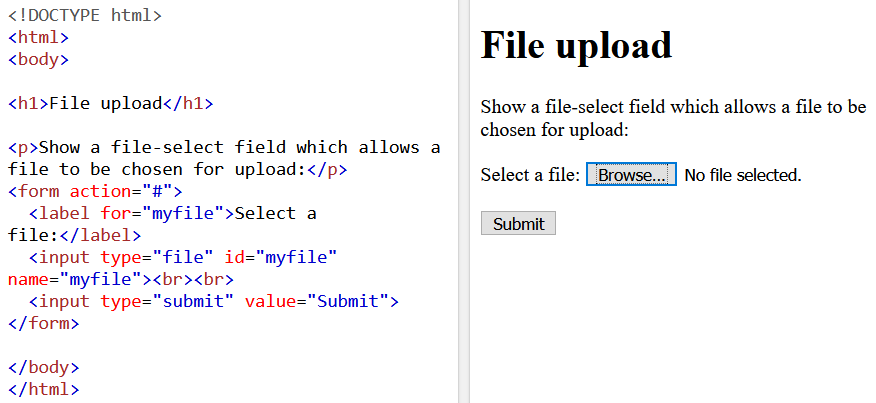 <!DOCTYPE html>
<html>
<body>
<h1>File upload</h1>
<p>Show a file-select field which allows a
file to be chosen for upload:</p>
<form action="#">
  <label for="myfile">Select a
file:</label>
  <input type="file" id="myfile"
name="myfile"><br><br>
  <input type="submit" value="Submit">
</form>
</body>
</html>
File upload
Show a file-select field which allows a file to be
chosen for upload:
Select a file: Browse... No file selected.
Submit